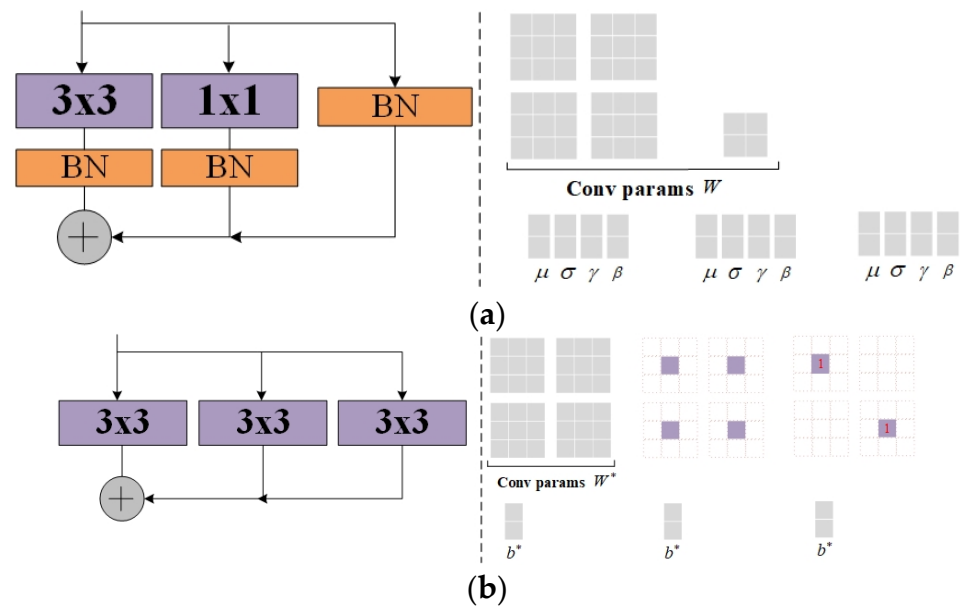 3x3 1x1 BN
BN BN
Conv params W
μ σ γ β μ σ γ β μ σ γ β
(a)
1
3x3 3x3 3x3
1
Conv params W*
b* b* b*
(b)